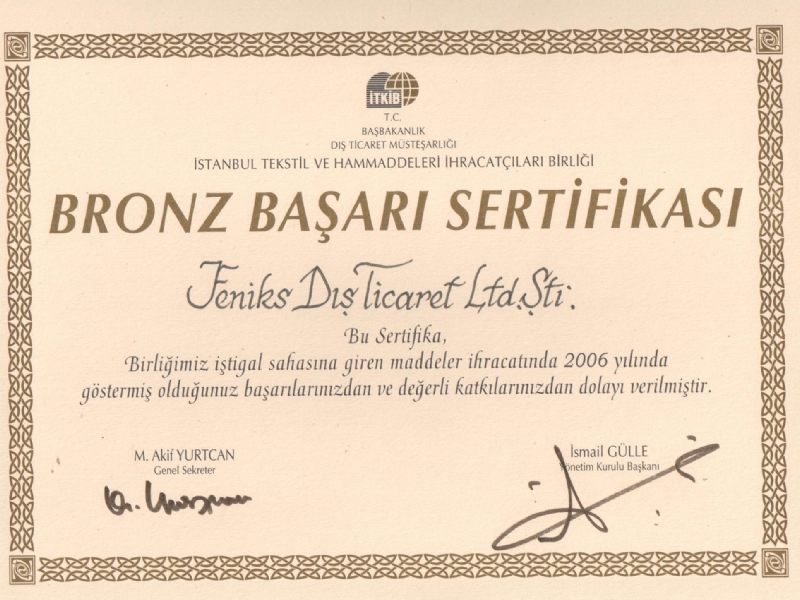 İTKİB
T.C.
BAŞBAKANLIK
DIŞ TİCARET MÜSTEŞARLIĞI
İSTANBUL TEKSTİL VE HAMMADDELERİ İHRACATÇILARI BİRLİĞİ
BRONZ BAŞARI SERTİFİKASI
Feniks Dış Ticaret Ltd.Şti.
Bu Sertifika,
Birliğimiz iştigal sahasına giren maddeler ihracatında 2006 yılında
göstermiş olduğunuz başarılarınızdan ve değerli katkılarınızdan dolayı verilmiştir.
M. Akif YURTCAN
Genel Sekreter
İsmail GÜLLE
Yönetim Kurulu Başkanı